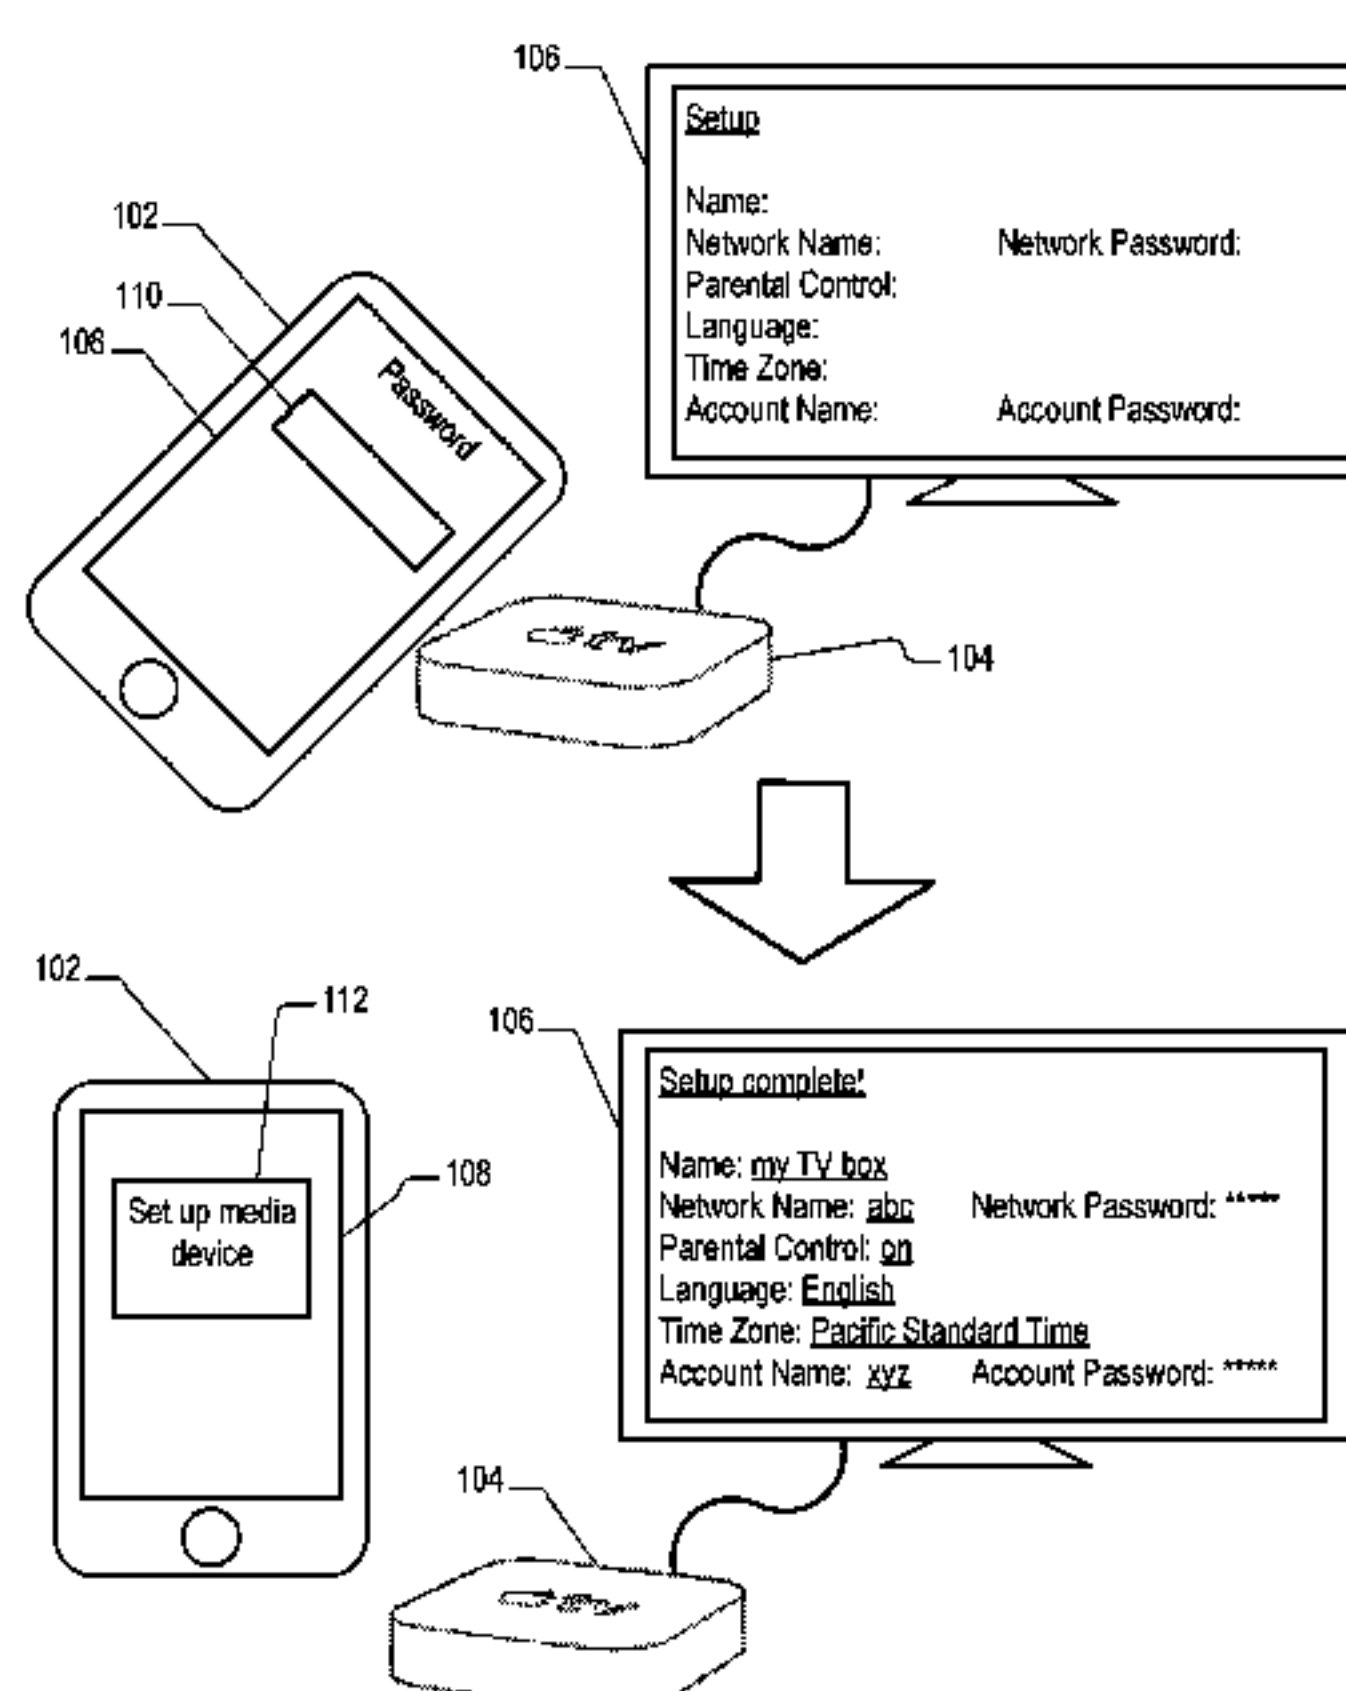 106
Setup
Name:
Network Name: Network Password:
Parental Control:
Language:
Time Zone:
Account Name: Account Password:
102
110
108
Password
104
102
112
108
Set up media
device
106
Setup complete!
Name: my TV box
Network Name: abc Network Password: *****
Parental Control: on
Language: English
Time Zone: Pacific Standard Time
Account Name: xyz Account Password: *****
104